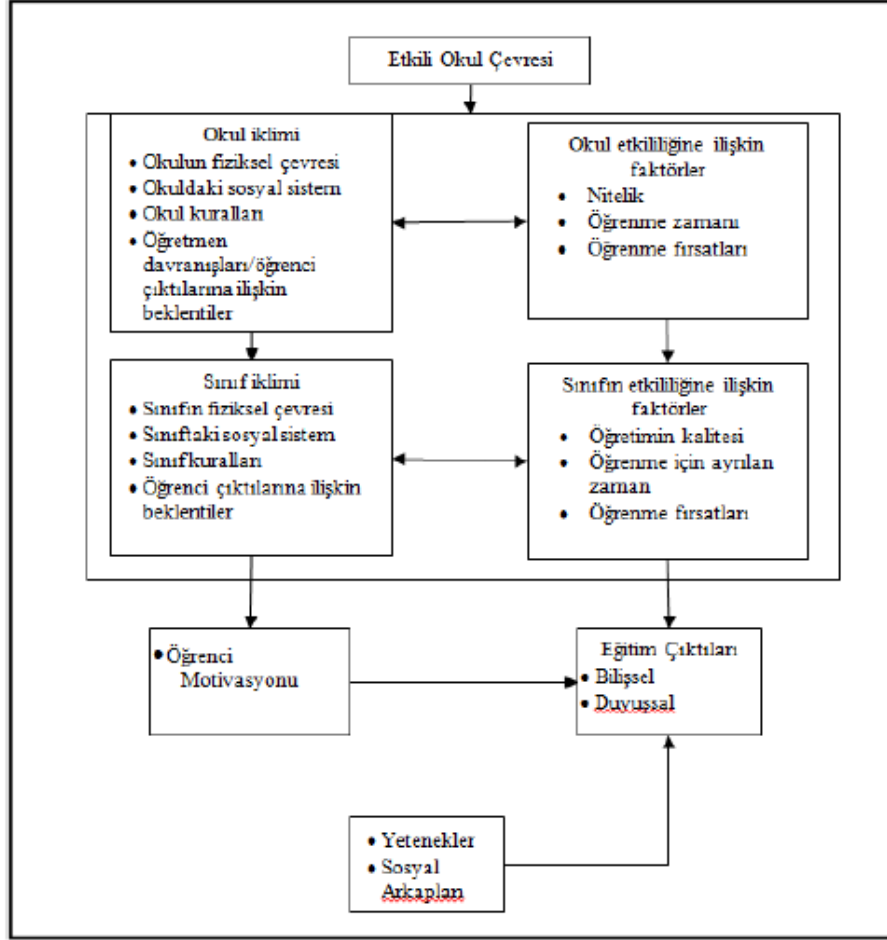 Etkili Okul Çevresi
Okul iklimi
• Okulun fiziksel çevresi
• Okuldaki sosyal sistem
• Okul kuralları
• Öğretmen
davranışları/öğrenci
çıktılarına ilişkin
beklentiler
Okul etkililiğine ilişkin
faktörler
• Nitelik
• Öğrenme zamanı
• Öğrenme fırsatları
Sınıf iklimi
• Sınıfın fiziksel çevresi
• Sınıftaki sosyal sistem
• Sınıf kuralları
• Öğrenci çıktılarına ilişkin
beklentiler
Sınıfın etkililiğine ilişkin
faktörler
• Öğretimin kalitesi
• Öğrenme için ayrılan
zaman
• Öğrenme fırsatları
• Öğrenci
Motivasyonu
Eğitim Çıktıları
• Bilişsel
• Duyuşsal
• Yetenekler
• Sosyal
Arkaplan